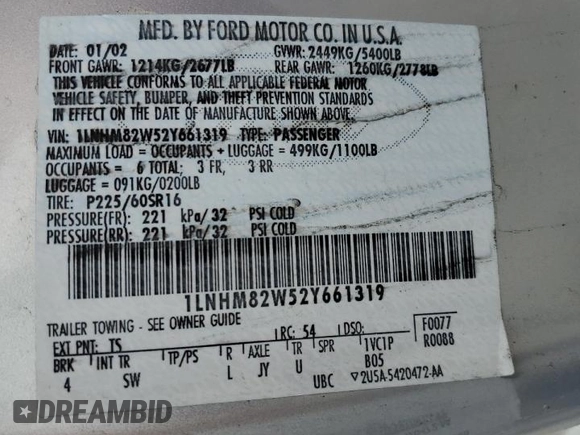 MFD. BY FORD MOTOR CO. IN U.S.A.
DATE: 01/02 GVWR: 2449KG/5400LB
FRONT GAWR: 1214KG/2677LB REAR GAWR: 1260KG/2778LB
THIS VEHICLE CONFORMS TO ALL APPLICABLE FEDERAL MOTOR
VEHICLE SAFETY, BUMPER, AND THEFT PREVENTION STANDARDS
IN EFFECT ON THE DATE OF MANUFACTURE SHOWN ABOVE.
VIN: 1LNHM82W52Y661319 TYPE: PASSENGER
MAXIMUM LOAD = OCCUPANTS + LUGGAGE = 499KG/1100LB
OCCUPANTS = 6 TOTAL; 3 FR, 3 RR
LUGGAGE = 091KG/0200LB
TIRE: P225/60SR16
PRESSURE(FR): 221 kPa/32 PSI COLD
PRESSURE(RR): 221 kPa/32 PSI COLD
1LNHM82W52Y661319
TRAILER TOWING - SEE OWNER GUIDE
EXT PNT: TS RC: 54 DSO: F0077
BRK INT TR TP/PS R AXLE TR SPR 1VC1P R0088
4 SW L JY U B05
UBC ▽2U5A-5420472-AA
DREAMBID